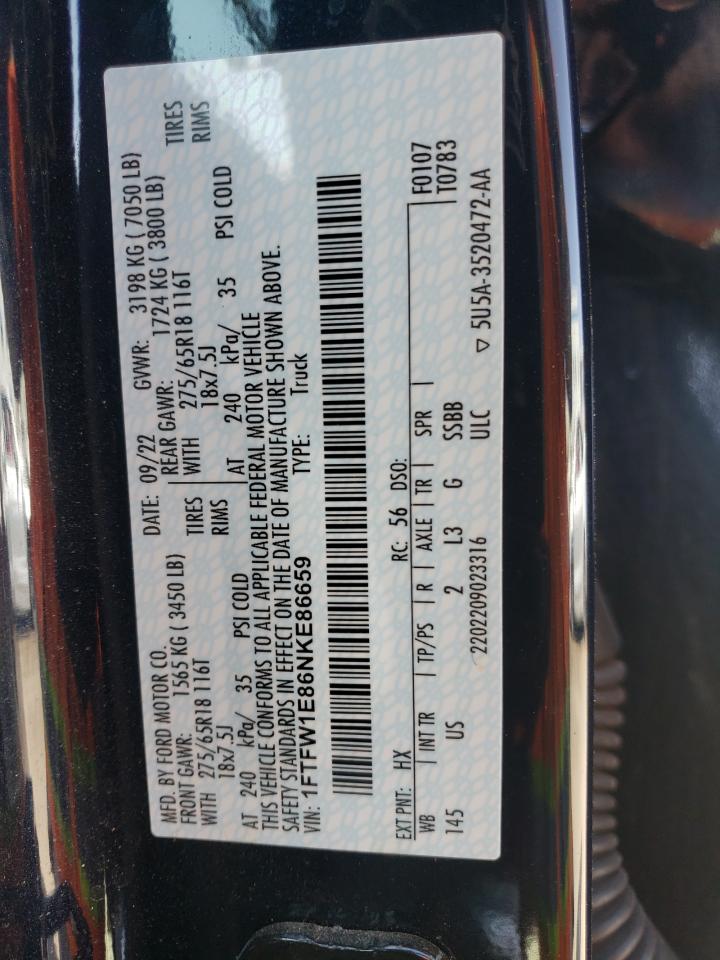 MFD. BY FORD MOTOR CO.
DATE: 09/22 GVWR: 3198 KG ( 7050 LB)
FRONT GAWR: 1565 KG ( 3450 LB) REAR GAWR: 1724 KG ( 3800 LB)
WITH 275/65R18 116T TIRES WITH 275/65R18 116T TIRES
18x7.5J RIMS 18x7.5J RIMS
AT 240 kPa/ 35 PSI COLD AT 240 kPa/ 35 PSI COLD
THIS VEHICLE CONFORMS TO ALL APPLICABLE FEDERAL MOTOR VEHICLE
SAFETY STANDARDS IN EFFECT ON THE DATE OF MANUFACTURE SHOWN ABOVE.
VIN: 1FTFW1E86NKE86659 TYPE: Truck
EXT PNT: HX RC: 56 DSO: F0107
WB INT TR TP/PS R AXLE TR SPR T0783
145 US 2 L3 G SSBB
2202209023316 ULC ▽ 5U5A-3520472-AA